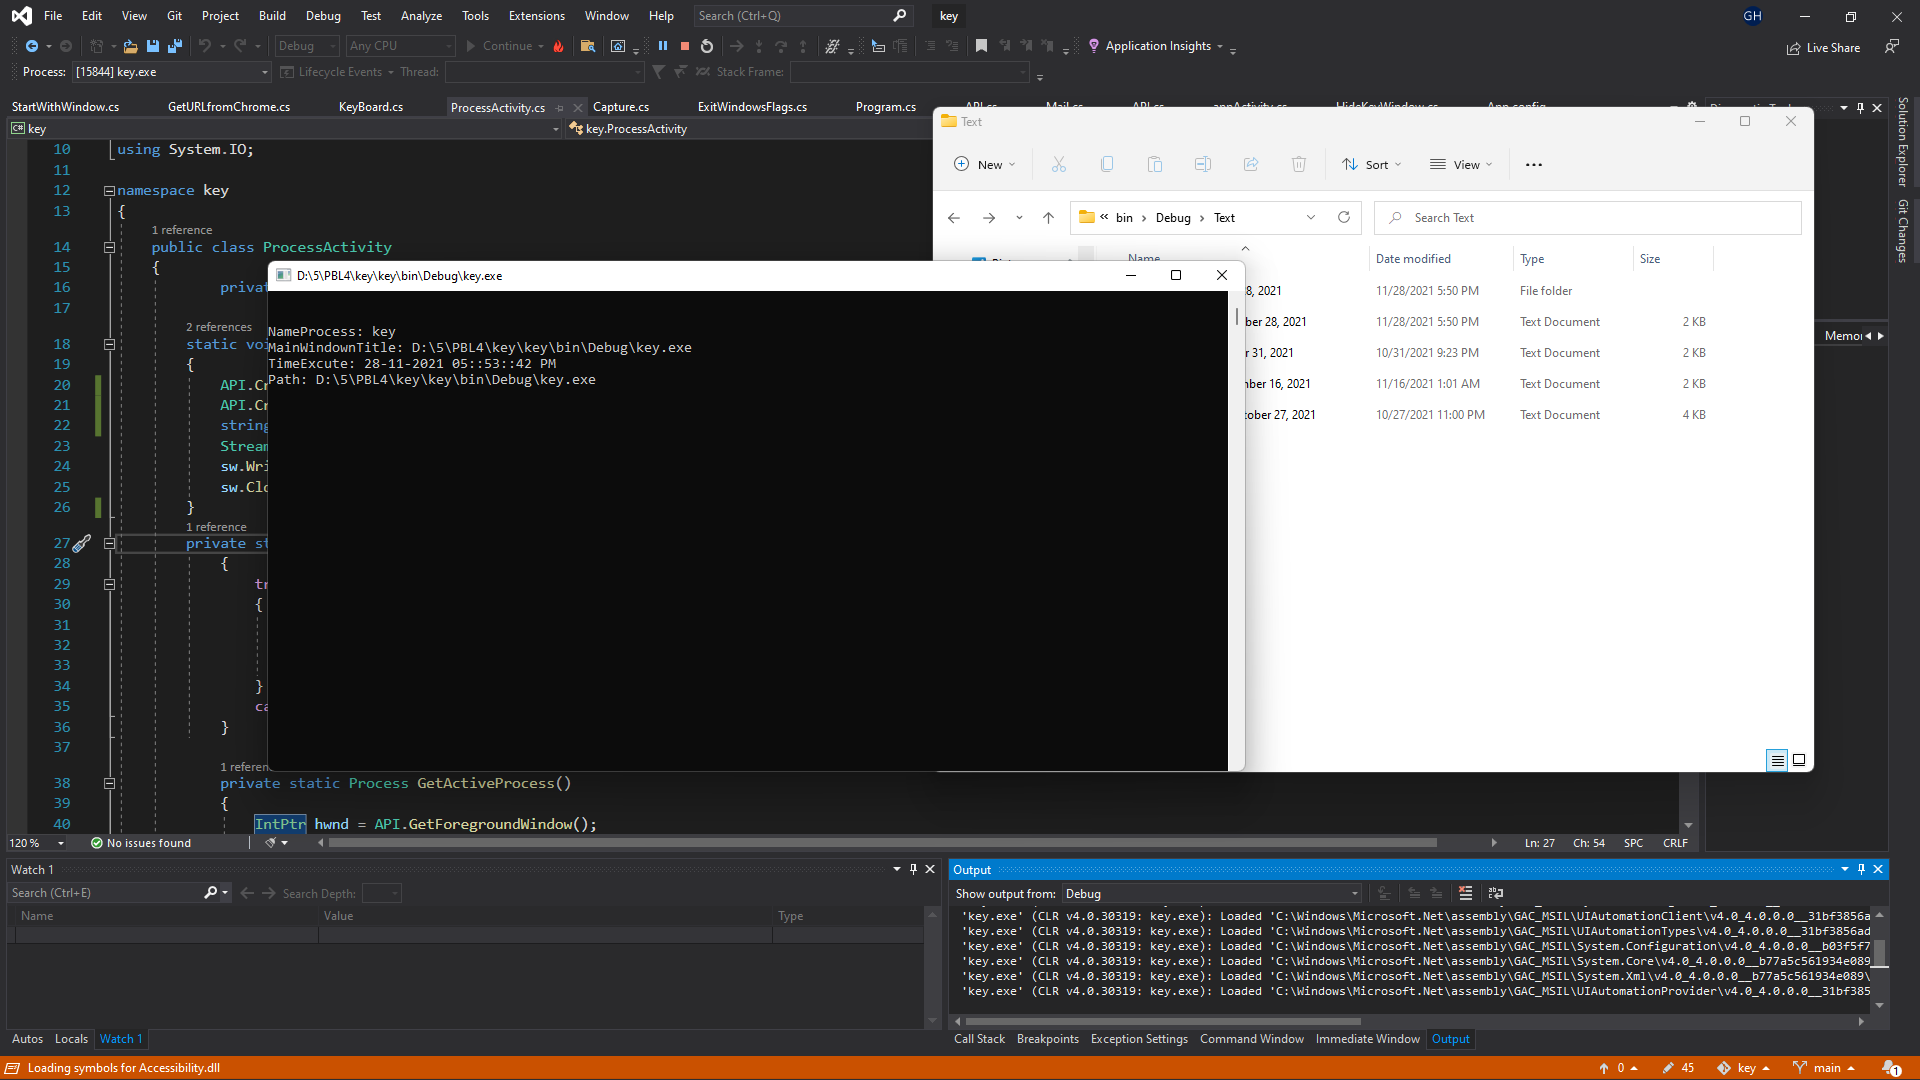 File Edit View Git Project Build Debug Test Analyze Tools Extensions Window Help Search (Ctrl+Q) key GH
Debug Any CPU Continue Application Insights Live Share
Process: [15844] key.exe Lifecycle Events Thread: Stack Frame:
StartWithWindow.cs GetURLfromChrome.cs KeyBoard.cs ProcessActivity.cs Capture.cs ExitWindowsFlags.cs Program.cs
key key.ProcessActivity
10 using System.IO;
11
12 namespace key
13 {
1 reference
14 public class ProcessActivity
15 {
16
17
2 references
18
19 {
20
21
22 string
23
24
25
26 }
1 reference
27 private
28 {
29
30 {
31
32
33
34 }
35
36 }
37
38 private static Process GetActiveProcess()
39 {
40 IntPtr hwnd = API.GetForegroundWindow();
120 % No issues found Ln: 27 Ch: 54 SPC CRLF
D:\5\PBL4\key\key\bin\Debug\key.exe
NameProcess: key
MainWindownTitle: D:\5\PBL4\key\key\bin\Debug\key.exe
TimeExcute: 28-11-2021 05::53::42 PM
Path: D:\5\PBL4\key\key\bin\Debug\key.exe
Text
New Sort View
bin Debug Text Search Text
Name Date modified Type Size
8, 2021 11/28/2021 5:50 PM File folder
28, 2021 11/28/2021 5:50 PM Text Document 2 KB
31, 2021 10/31/2021 9:23 PM Text Document 2 KB
16, 2021 11/16/2021 1:01 AM Text Document 2 KB
27, 2021 10/27/2021 11:00 PM Text Document 4 KB
Solution Explorer
Git Changes
Watch 1
Search (Ctrl+E) Search Depth:
Name Value Type
Autos Locals Watch 1
Output
Show output from: Debug
'key.exe' (CLR v4.0.30319: key.exe): Loaded 'C:\Windows\Microsoft.Net\assembly\GAC_MSIL\UIAutomationClient\v4.0_4.0.0.0__31bf3856a
'key.exe' (CLR v4.0.30319: key.exe): Loaded 'C:\Windows\Microsoft.Net\assembly\GAC_MSIL\UIAutomationTypes\v4.0_4.0.0.0__31bf3856ad
'key.exe' (CLR v4.0.30319: key.exe): Loaded 'C:\Windows\Microsoft.Net\assembly\GAC_MSIL\System.Configuration\v4.0_4.0.0.0__b03f5f7
'key.exe' (CLR v4.0.30319: key.exe): Loaded 'C:\Windows\Microsoft.Net\assembly\GAC_MSIL\System.Core\v4.0_4.0.0.0__b77a5c561934e089
'key.exe' (CLR v4.0.30319: key.exe): Loaded 'C:\Windows\Microsoft.Net\assembly\GAC_MSIL\System.Xml\v4.0_4.0.0.0__b77a5c561934e089\
'key.exe' (CLR v4.0.30319: key.exe): Loaded 'C:\Windows\Microsoft.Net\assembly\GAC_MSIL\UIAutomationProvider\v4.0_4.0.0.0__31bf385
Call Stack Breakpoints Exception Settings Command Window Immediate Window Output
Loading symbols for Accessibility.dll 0 45 key main 1